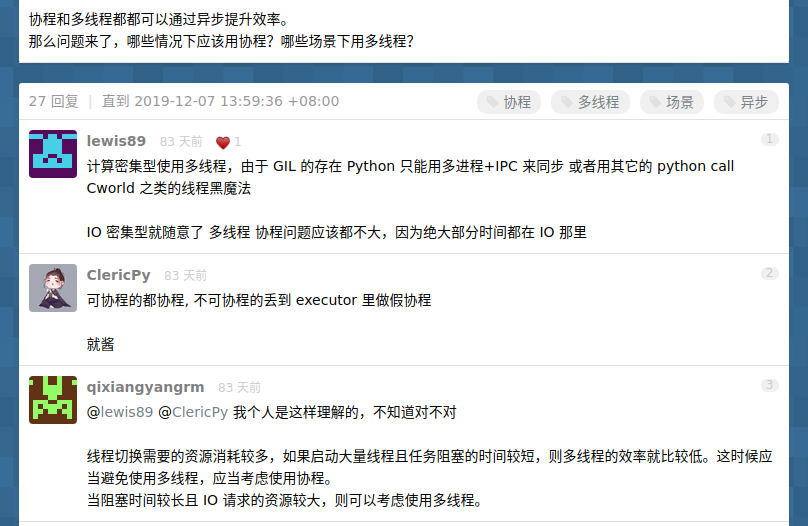 协程和多线程都都可以通过异步提升效率。
那么问题来了，哪些情况下应该用协程？哪些场景下用多线程？
27 回复 | 直到 2019-12-07 13:59:36 +08:00
协程 多线程 场景 异步
lewis89 83 天前 ❤ 1 1
计算密集型使用多线程，由于 GIL 的存在 Python 只能用多进程+IPC 来同步 或者用其它的 python call
Cworld 之类的线程黑魔法
IO 密集型就随意了 多线程 协程问题应该都不大，因为绝大部分时间都在 IO 那里
ClericPy 83 天前 2
可协程的都协程, 不可协程的丢到 executor 里做假协程
就酱
qixiangyangrm 83 天前 3
@lewis89 @ClericPy 我个人是这样理解的，不知道对不对
线程切换需要的资源消耗较多，如果启动大量线程且任务阻塞的时间较短，则多线程的效率就比较低。这时候应
当避免使用多线程，应当考虑使用协程。
当阻塞时间较长且 IO 请求的资源较大，则可以考虑使用多线程。